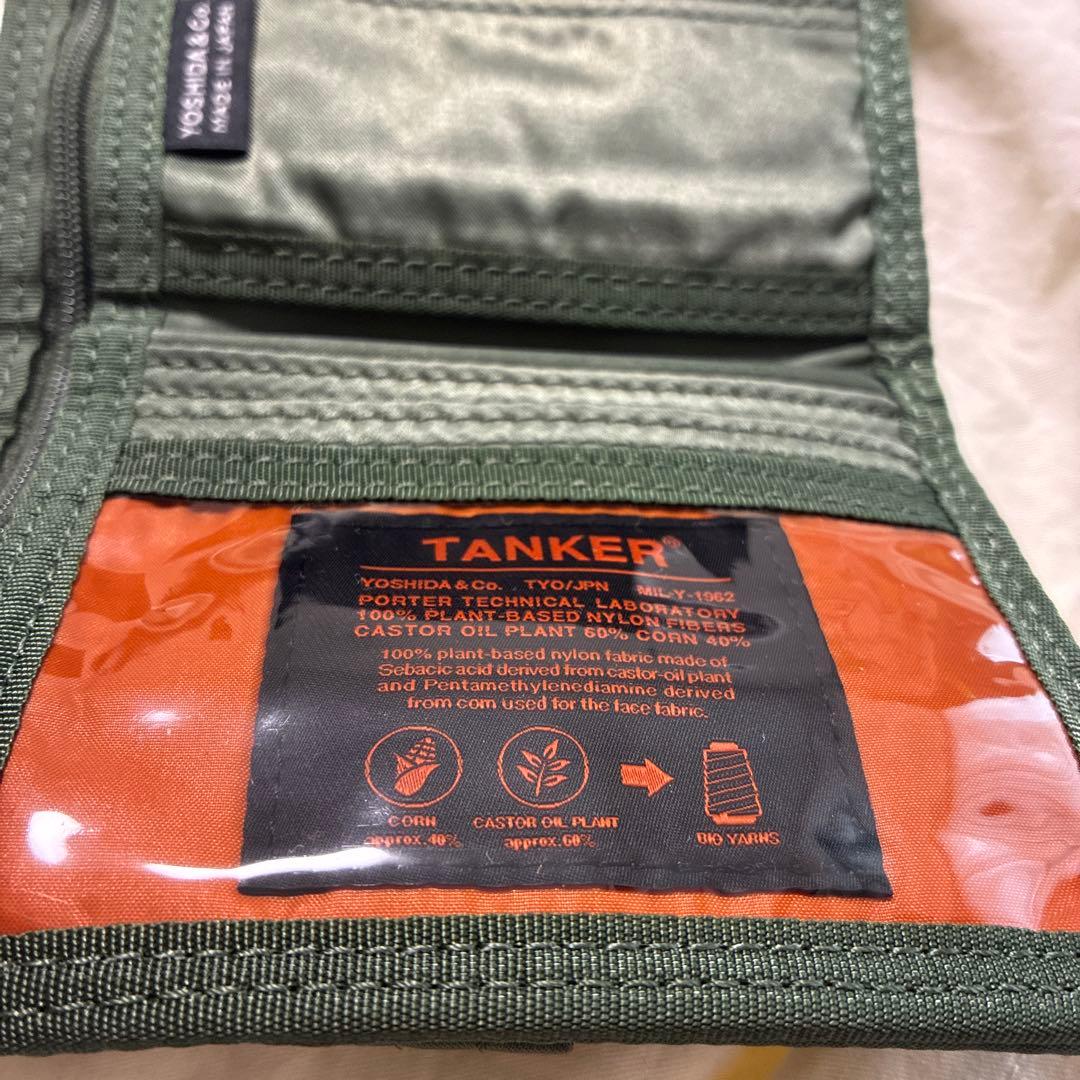 YOSHIDA & Co.
MADE IN JAPAN
TANKER®
YOSHIDA & Co. TYO/JPN MIL-Y-1962
PORTER TECHNICAL LABORATORY
100% PLANT-BASED NYLON FIBERS
CASTOR OIL PLANT 60% CORN 40%
100% plant-based nylon fabric made of
Sebacic acid derived from castor-oil plant
and Pentamethylenediamine derived
from corn used for the face fabric.
CORN
approx.40%
CASTOR OIL PLANT
approx.60%
BIO YARNS